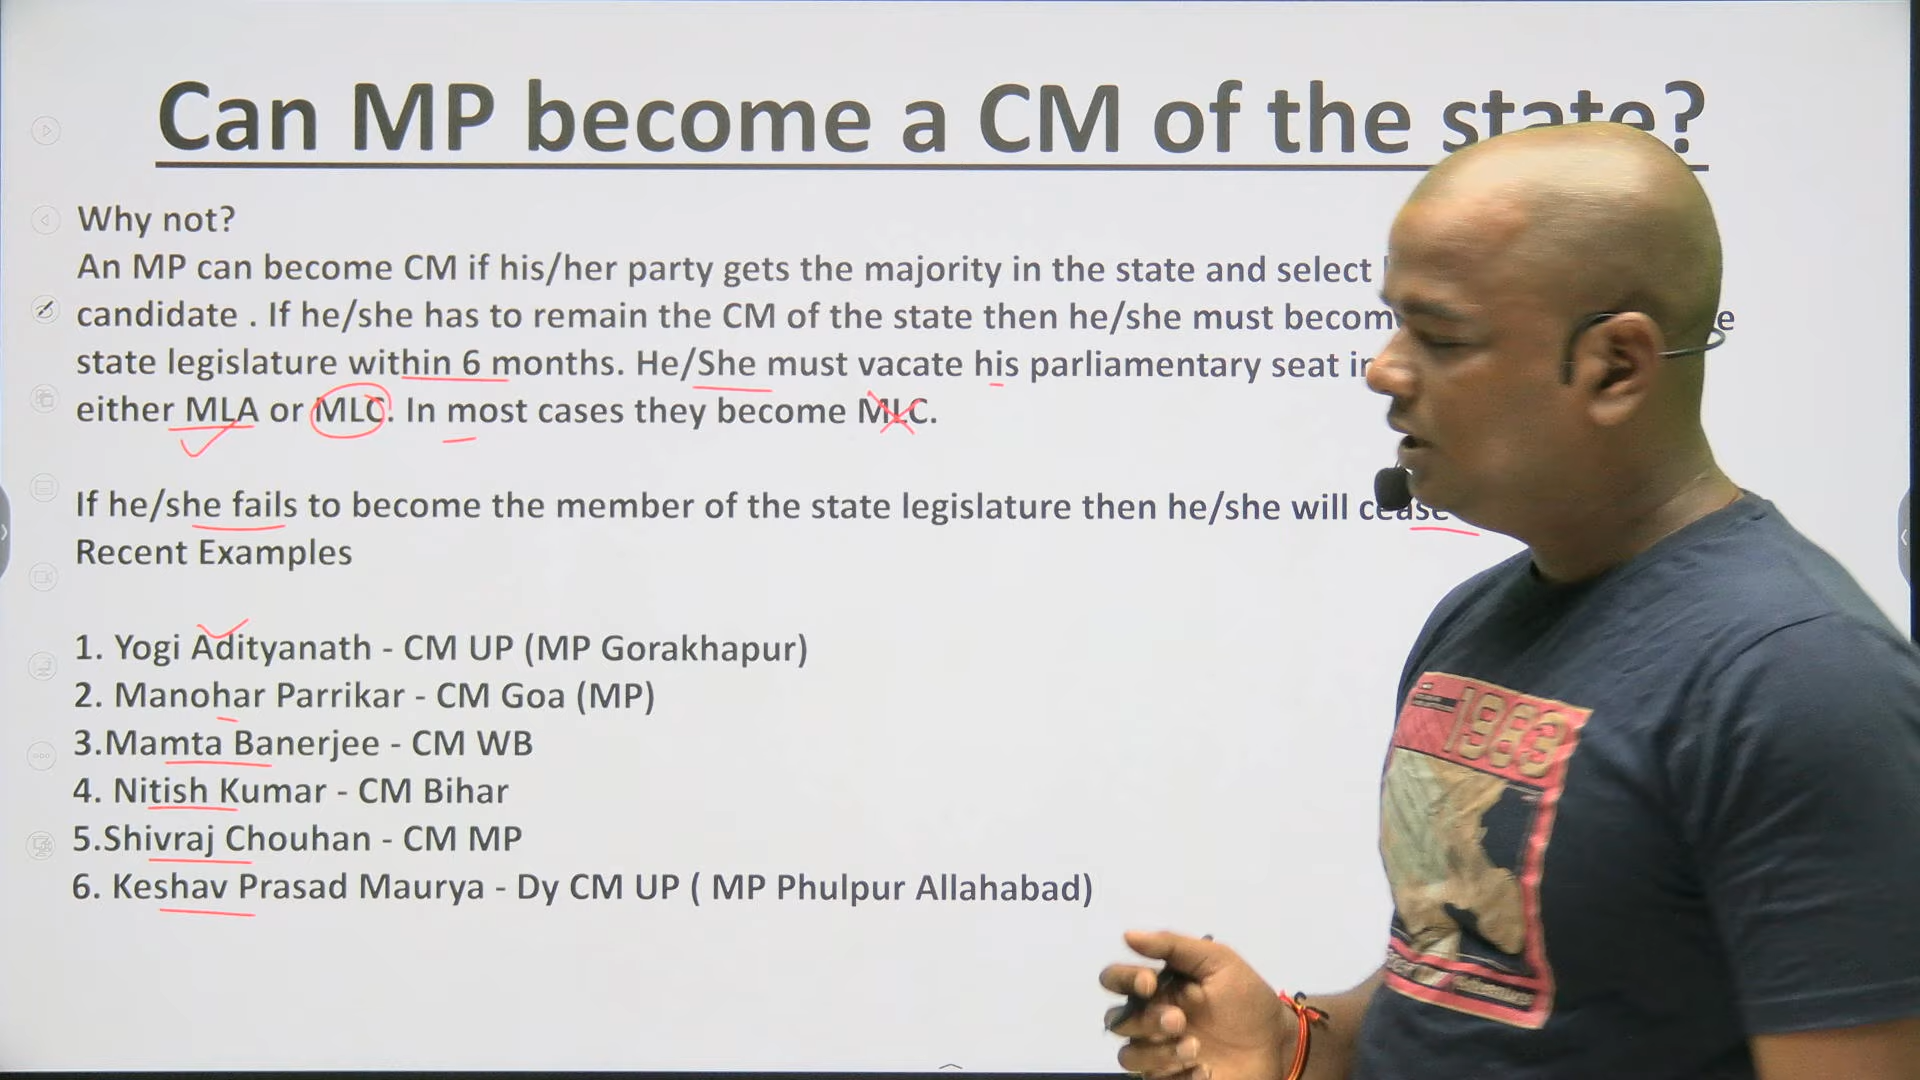 Can MP become a CM of the state?
Why not?
An MP can become CM if his/her party gets the majority in the state and select
candidate . If he/she has to remain the CM of the state then he/she must becom e
state legislature within 6 months. He/She must vacate his parliamentary seat in
either MLA or MLC. In most cases they become MLC.
If he/she fails to become the member of the state legislature then he/she will cease
Recent Examples
1. Yogi Adityanath - CM UP (MP Gorakhapur)
2. Manohar Parrikar - CM Goa (MP)
3.Mamta Banerjee - CM WB
4. Nitish Kumar - CM Bihar
5.Shivraj Chouhan - CM MP
6. Keshav Prasad Maurya - Dy CM UP ( MP Phulpur Allahabad)
1983